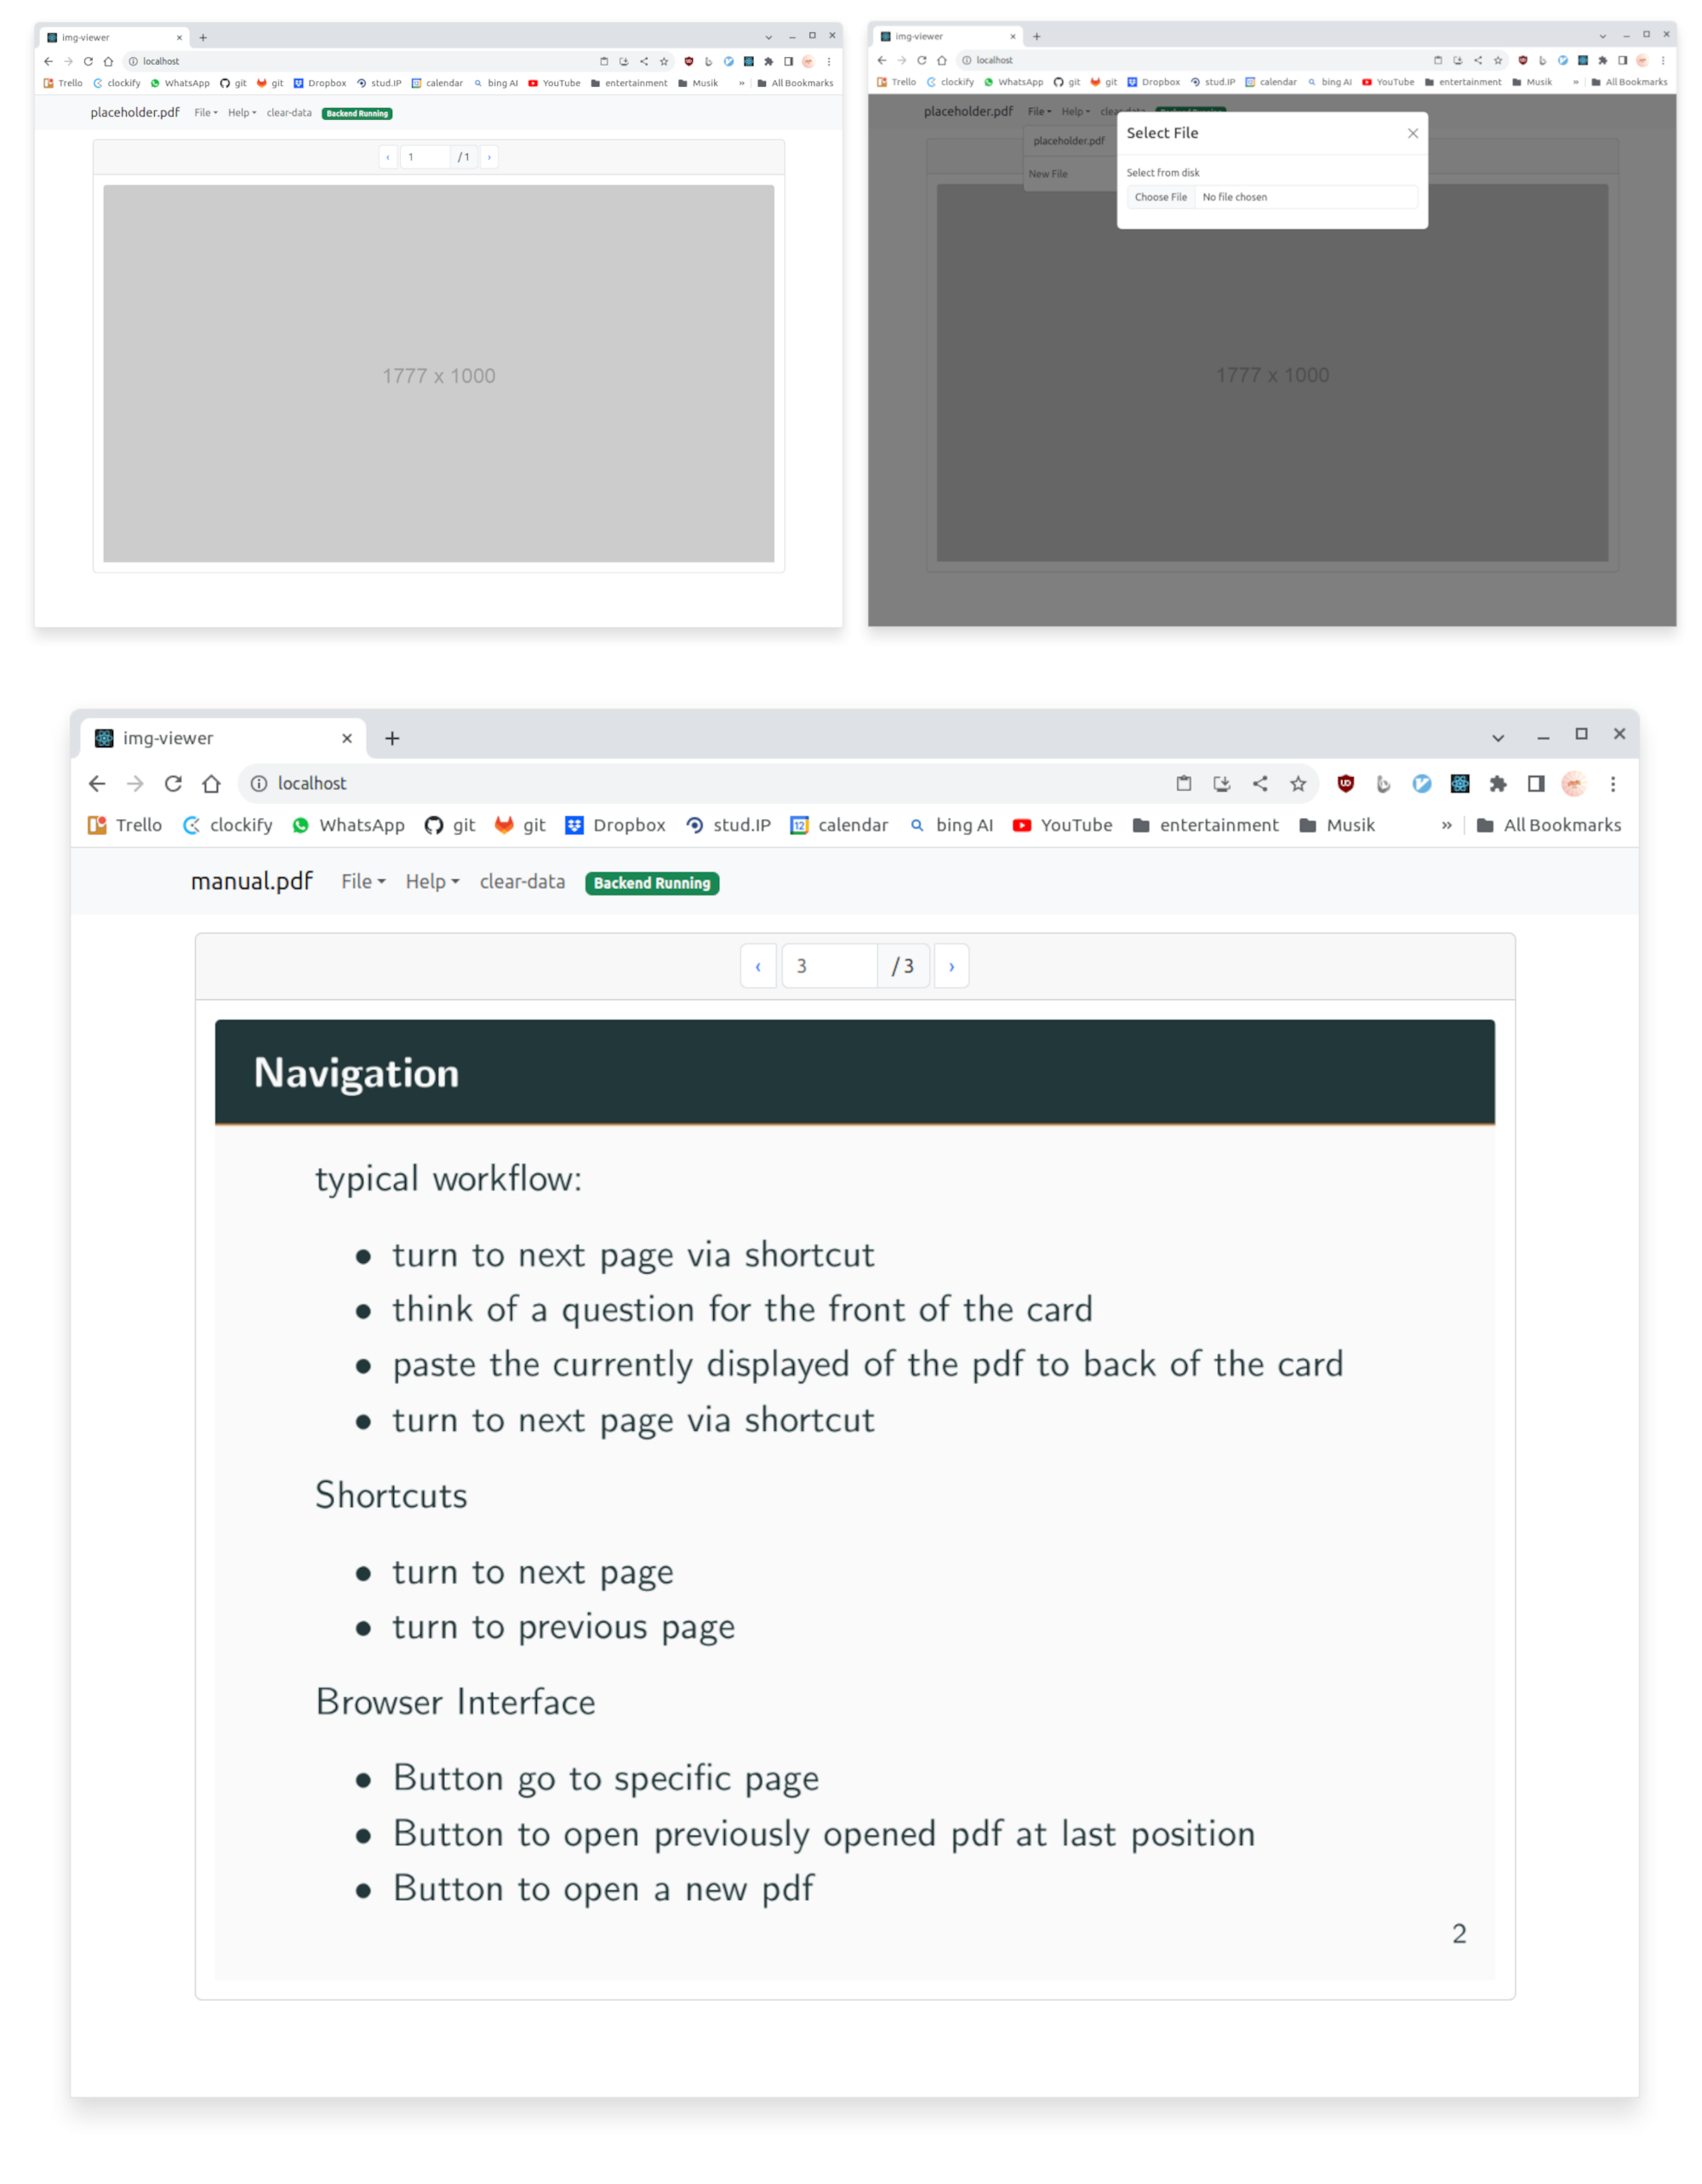 img-viewer
localhost
Trello clockify WhatsApp git git Dropbox stud.IP calendar bing AI YouTube entertainment Musik » All Bookmarks
placeholder.pdf File Help clear-data Backend Running
‹ 1 / 1 ›
1777 x 1000
img-viewer
localhost
Trello clockify WhatsApp git git Dropbox stud.IP calendar bing AI YouTube entertainment Musik » All Bookmarks
placeholder.pdf File Help clear-data
Select File
placeholder.pdf
New File
Select from disk
Choose File No file chosen
1777 x 1000
img-viewer
localhost
Trello clockify WhatsApp git git Dropbox stud.IP 12 calendar bing AI YouTube entertainment Musik » All Bookmarks
manual.pdf File Help clear-data Backend Running
‹ 3 / 3 ›
Navigation
typical workflow:
• turn to next page via shortcut
• think of a question for the front of the card
• paste the currently displayed of the pdf to back of the card
• turn to next page via shortcut
Shortcuts
• turn to next page
• turn to previous page
Browser Interface
• Button go to specific page
• Button to open previously opened pdf at last position
• Button to open a new pdf
2